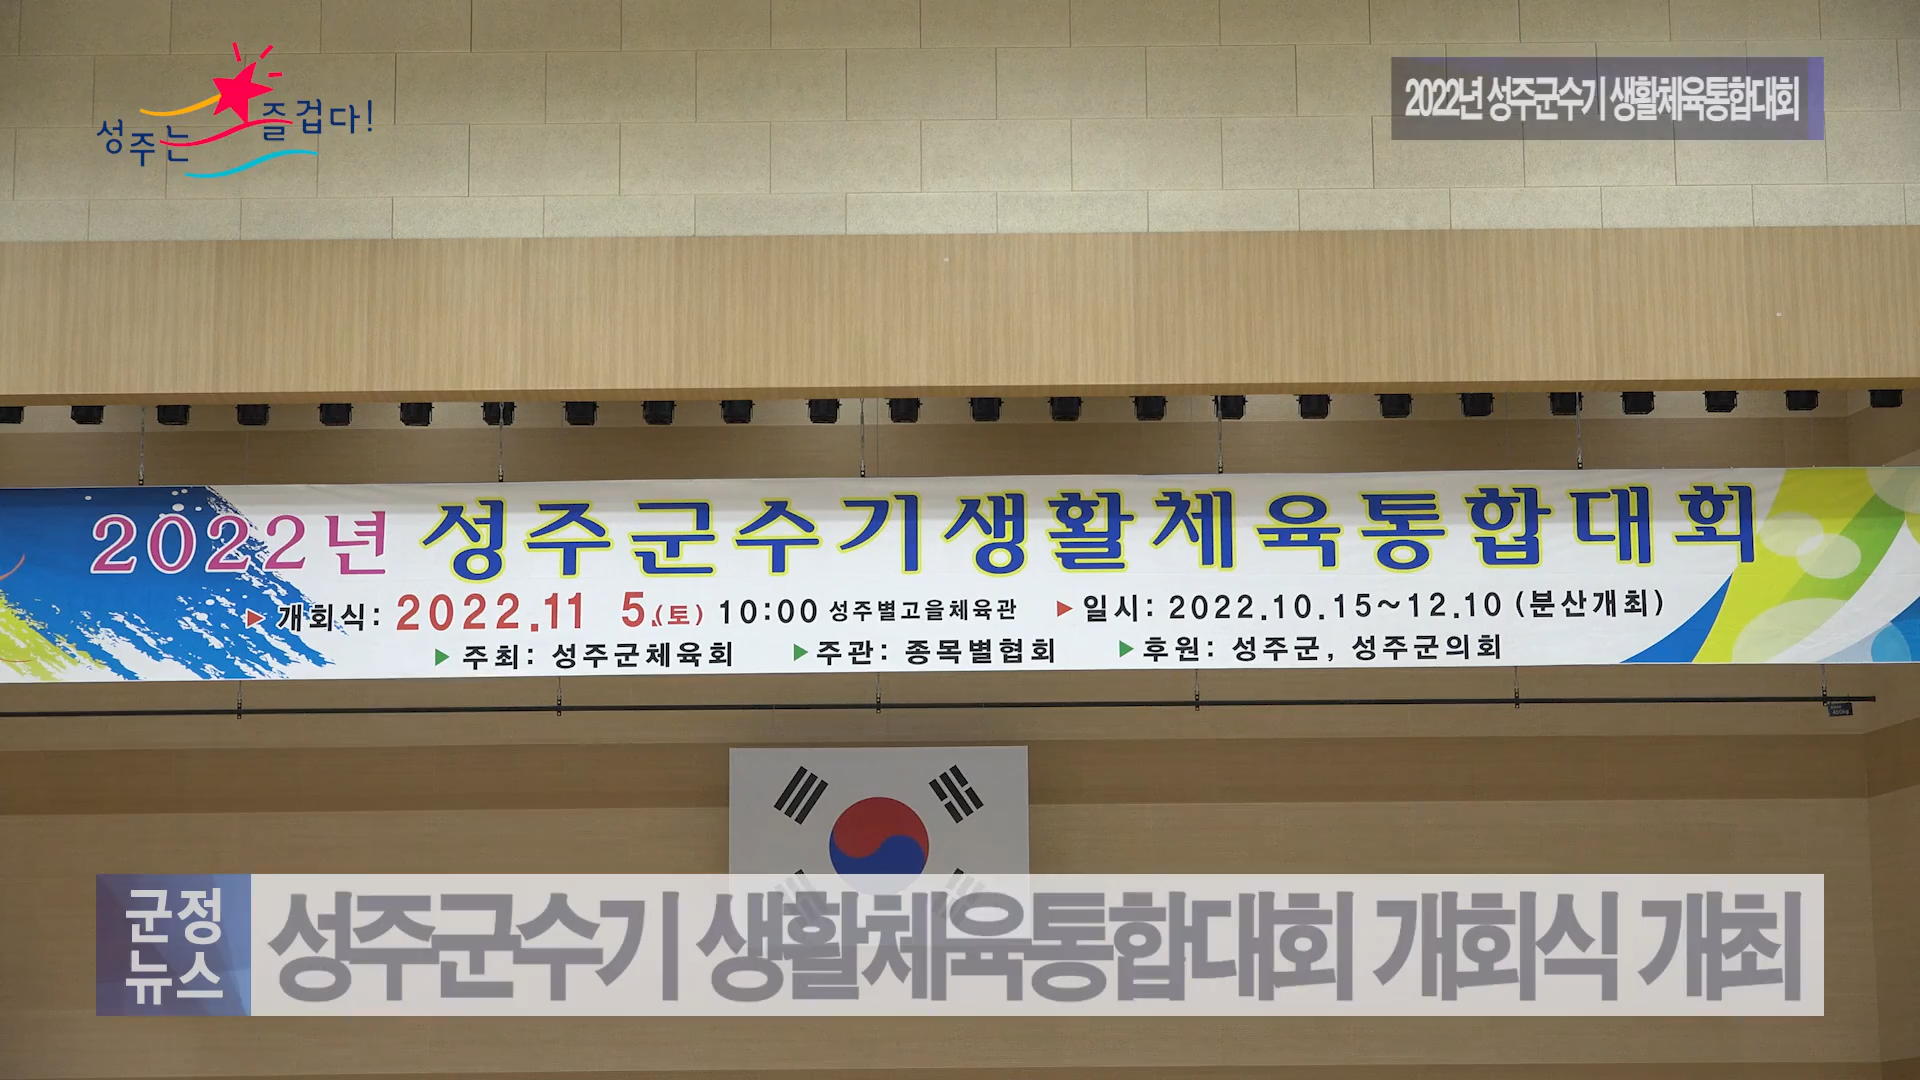 성주는 즐겁다!
2022년 성주군수기 생활체육통합대회
2022년 성주군수기생활체육통합대회
▶개회식: 2022.11 5.(토) 10:00 성주별고을체육관 ▶일시: 2022.10.15~12.10 (분산개최)
▶주최: 성주군체육회 ▶주관: 종목별협회 ▶후원: 성주군, 성주군의회
군정
뉴스
성주군수기 생활체육통합대회 개회식 개최